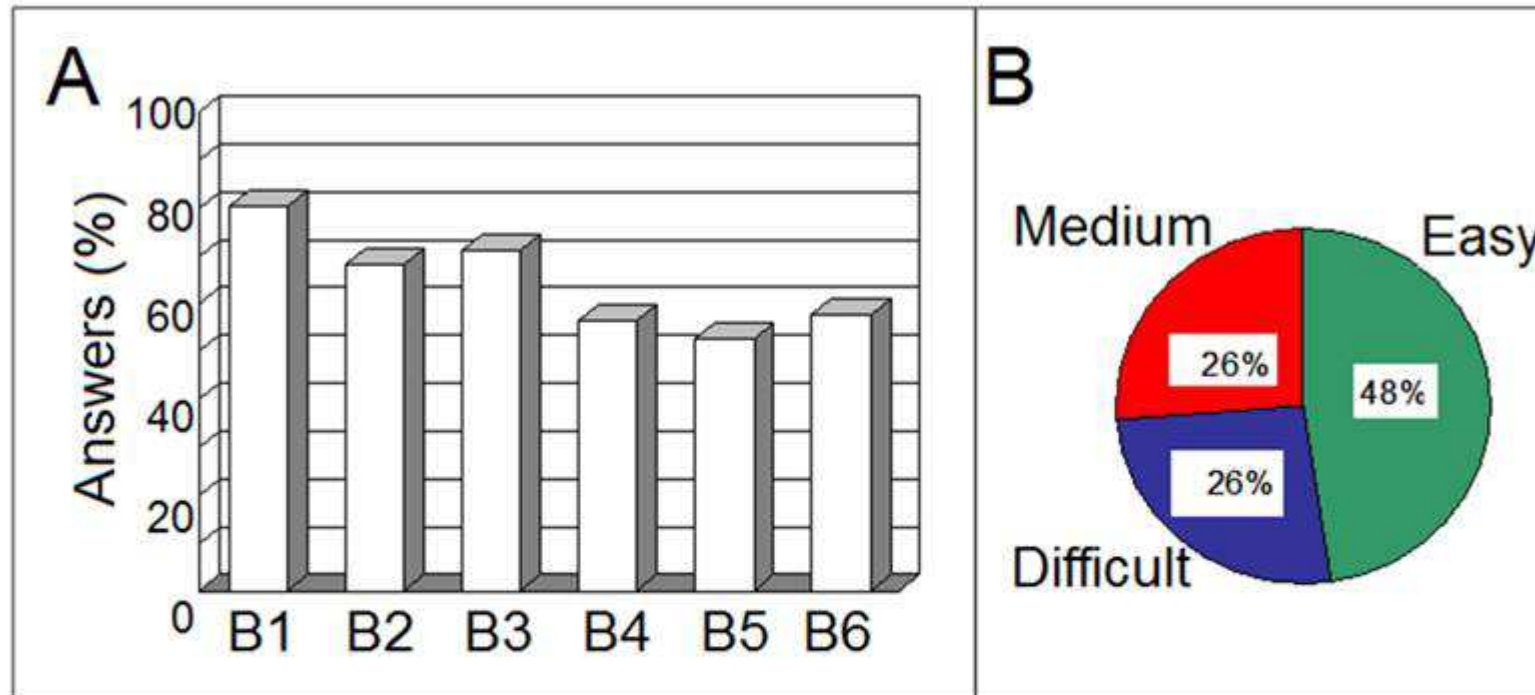 A
100
80
60
40
20
0
Answers (%)
B1 B2 B3 B4 B5 B6
B
Medium
Easy
26%
48%
26%
Difficult